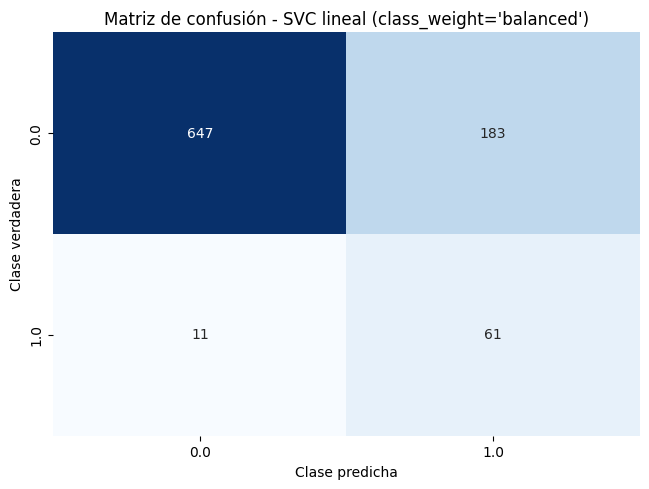 Matriz de confusión - SVC lineal (class_weight='balanced')
Clase verdadera
0.0
647
183
1.0
11
61
0.0
1.0
Clase predicha